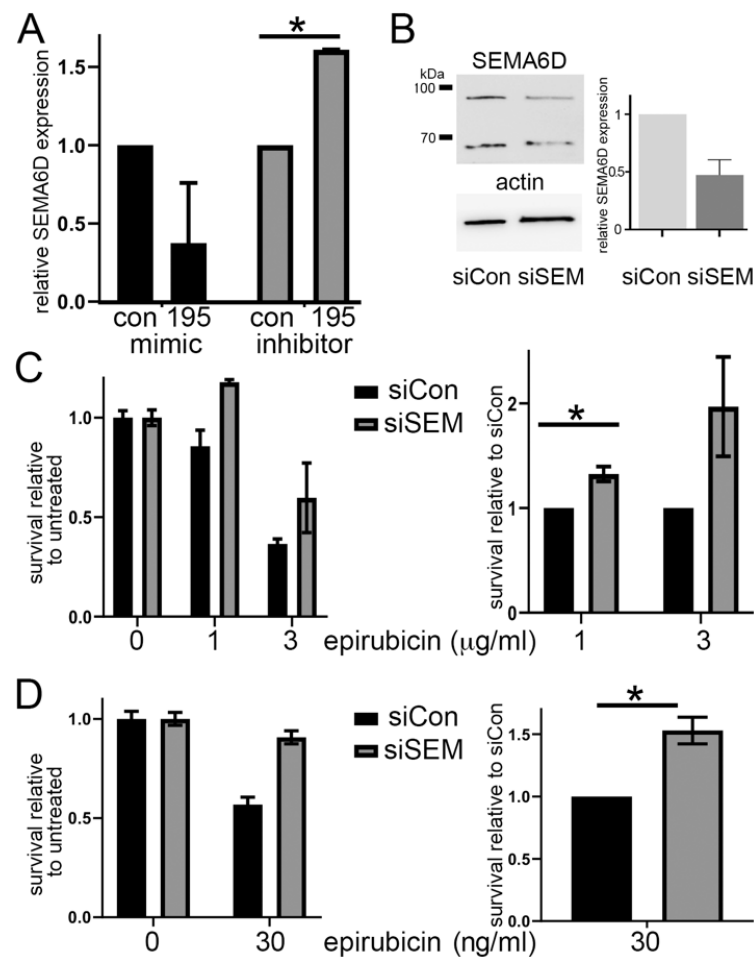 A
relative SEMA6D expression
1.5
1.0
0.5
0.0
*
con 195
mimic
con 195
inhibitor
B
SEMA6D
kDa
100
70
actin
siCon siSEM
relative SEMA6D expression
1
0.5
0
siCon siSEM
C
survival relative
to untreated
1.0
0.5
0.0
0
1
3
siCon
siSEM
epirubicin (μg/ml)
survival relative to siCon
2
1
0
*
1
3
D
survival relative
to untreated
1.0
0.5
0.0
0
30
siCon
siSEM
epirubicin (ng/ml)
survival relative to siCon
1.5
1.0
0.5
0.0
*
30